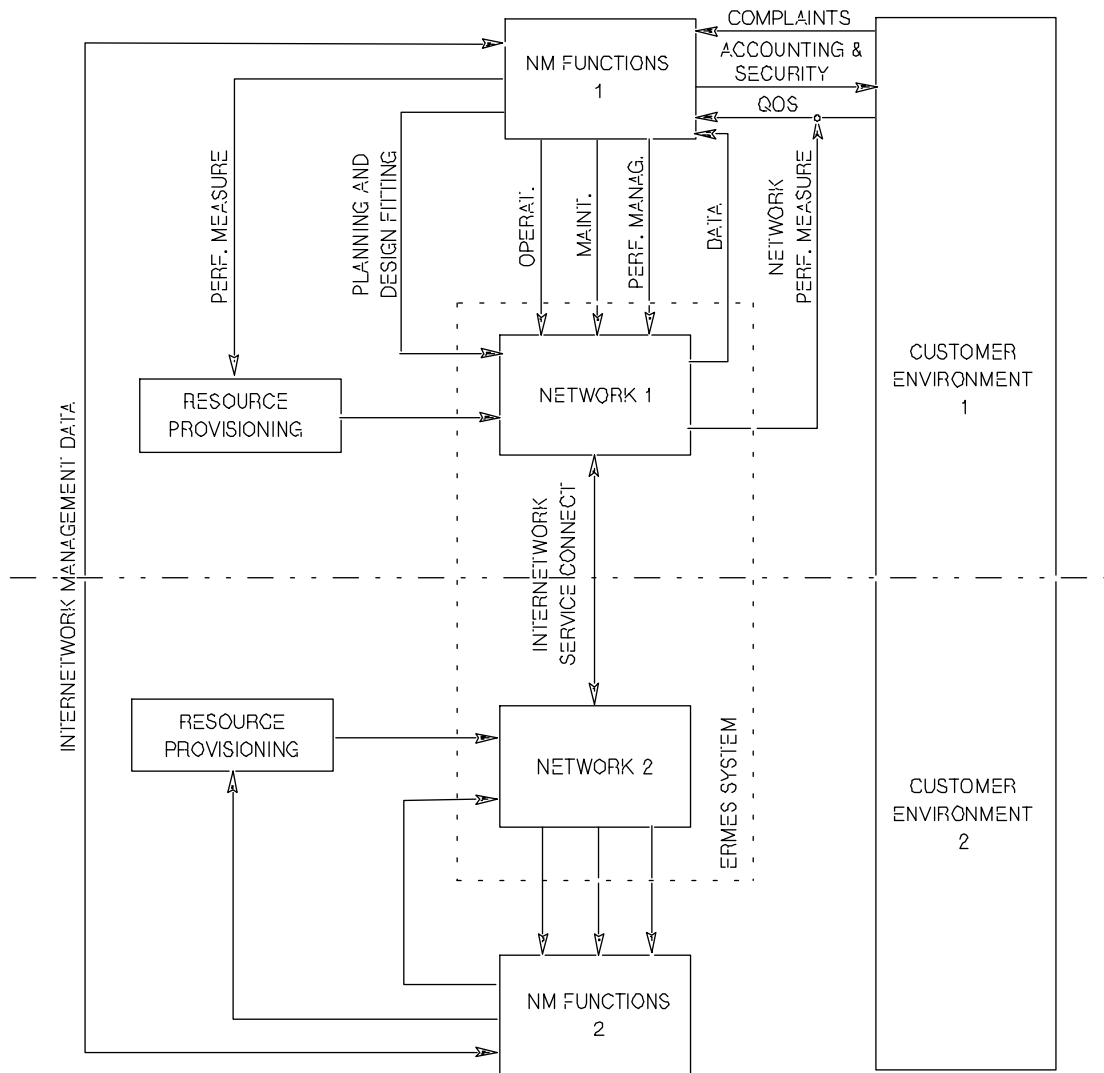 COMPLAINTS
NM FUNCTIONS
1
ACCOUNTING &
SECURITY
QOS
PERF. MEASURE
PLANNING AND
DESIGN FITTING
OPERAT.
MAINT.
PERF. MANAG.
DATA
NETWORK
PERF. MEASURE
CUSTOMER
ENVIRONMENT
1
NETWORK 1
RESOURCE
PROVISIONING
INTERNETWORK MANAGEMENT DATA
INTERNETWORK
SERVICE CONNECT
RESOURCE
PROVISIONING
NETWORK 2
ERMES SYSTEM
CUSTOMER
ENVIRONMENT
2
NM FUNCTIONS
2